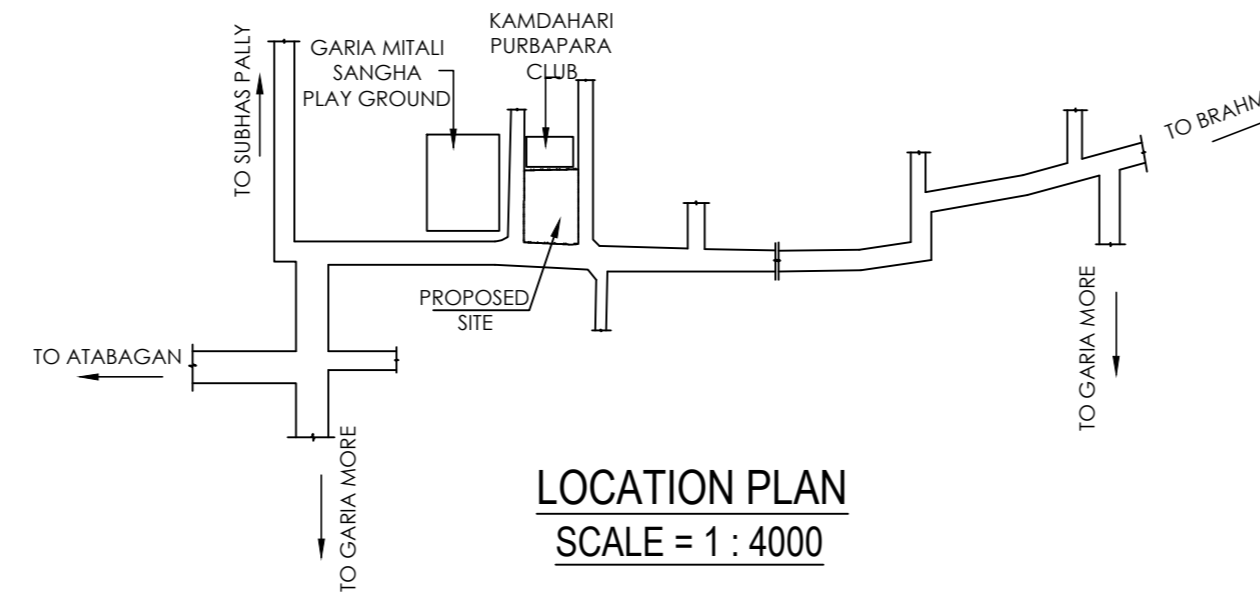 KAMDAHARI
PURBAPARA
CLUB
GARIA MITALI
SANGHA
PLAY GROUND
TO SUBHAS PALLY
TO BRAHM
PROPOSED
SITE
TO ATABAGAN
TO GARIA MORE
TO GARIA MORE
LOCATION PLAN
SCALE = 1 : 4000